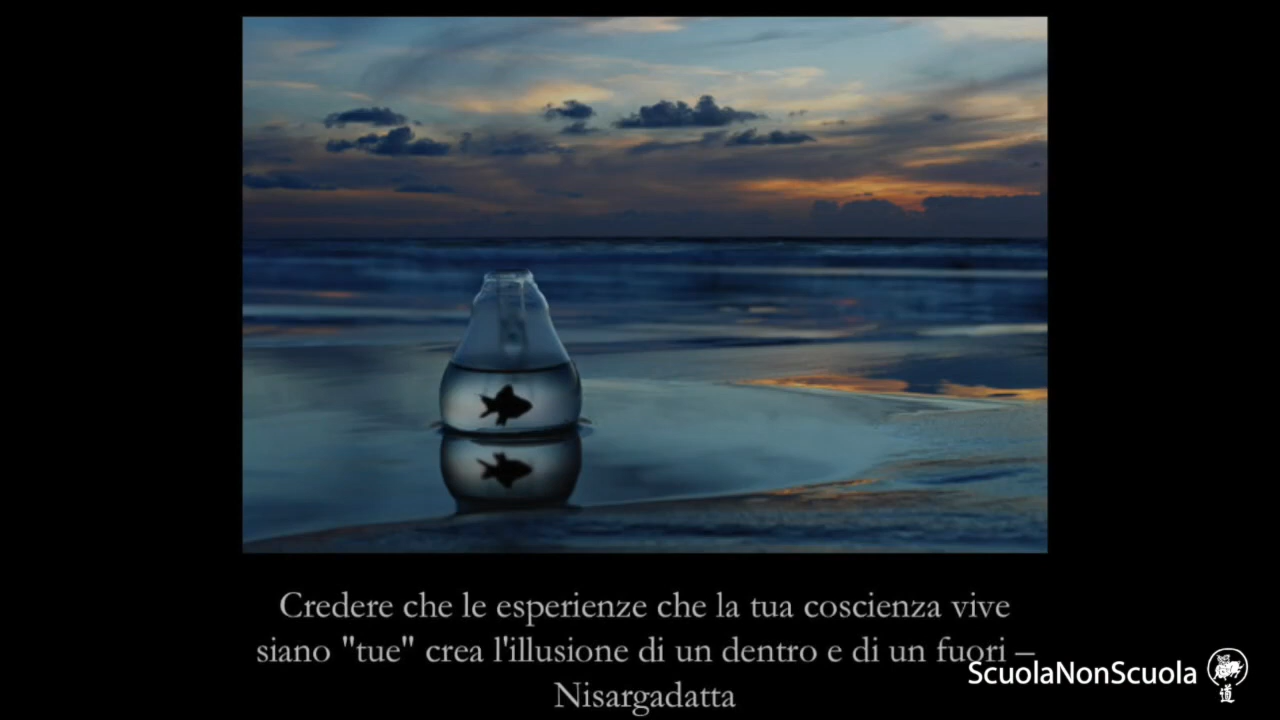 Credere che le esperienze che la tua coscienza vive
siano "tue" crea l'illusione di un dentro e di un fuori –
Nisargadatta
ScuolaNonScuola
道